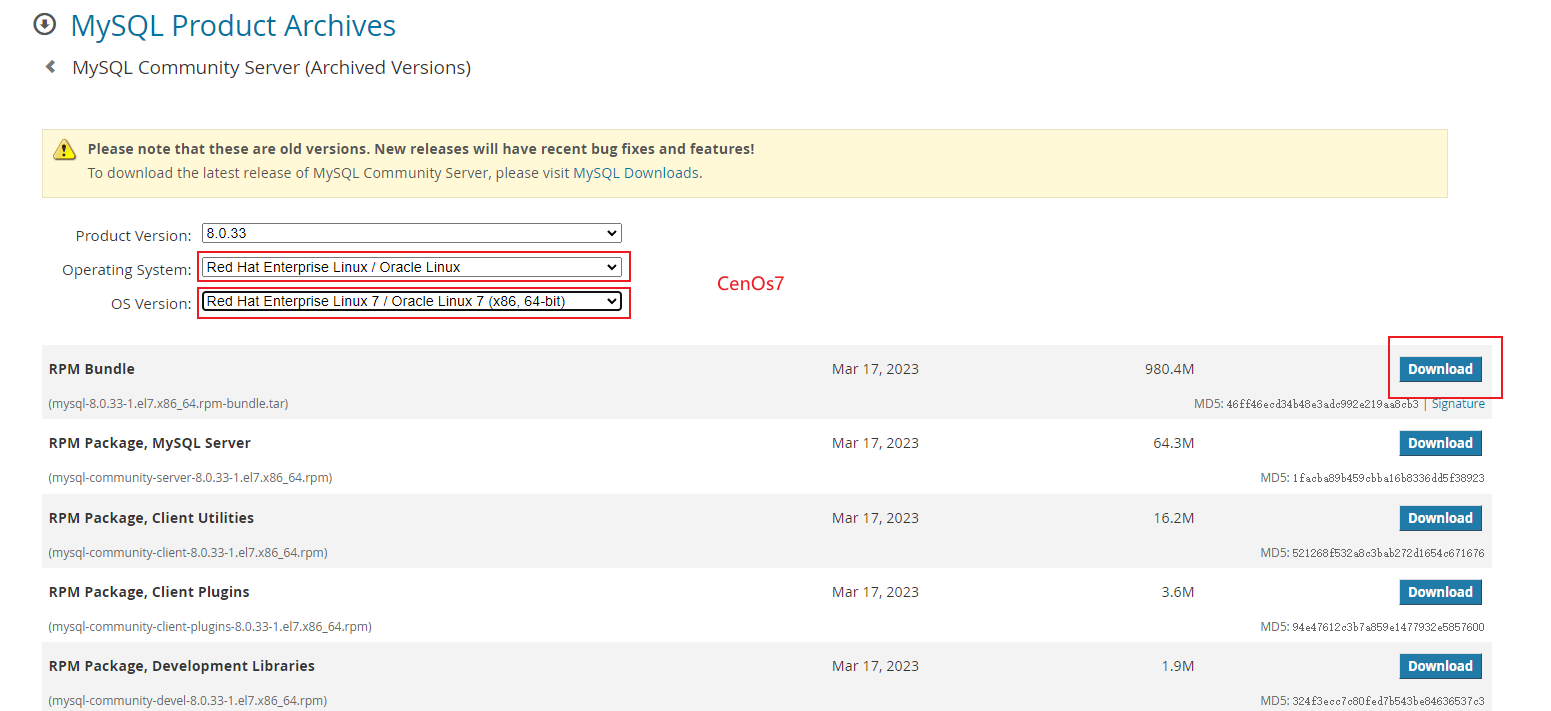 MySQL Product Archives
MySQL Community Server (Archived Versions)
Please note that these are old versions. New releases will have recent bug fixes and features!
To download the latest release of MySQL Community Server, please visit MySQL Downloads.
Product Version: 8.0.33
Operating System: Red Hat Enterprise Linux / Oracle Linux
CenOs7
OS Version: Red Hat Enterprise Linux 7 / Oracle Linux 7 (x86, 64-bit)
RPM Bundle Mar 17, 2023 980.4M Download
(mysql-8.0.33-1.el7.x86_64.rpm-bundle.tar) MD5: 46ff46ecd34b48e3adc992e219aa8cb3 | Signature
RPM Package, MySQL Server Mar 17, 2023 64.3M Download
(mysql-community-server-8.0.33-1.el7.x86_64.rpm) MD5: 1facba89b459cbba16b8336dd5f38923
RPM Package, Client Utilities Mar 17, 2023 16.2M Download
(mysql-community-client-8.0.33-1.el7.x86_64.rpm) MD5: 521268f532a8c3bab272d1654c671676
RPM Package, Client Plugins Mar 17, 2023 3.6M Download
(mysql-community-client-plugins-8.0.33-1.el7.x86_64.rpm) MD5: 94e47612c3b7a859e1477932e5857600
RPM Package, Development Libraries Mar 17, 2023 1.9M Download
(mysql-community-devel-8.0.33-1.el7.x86_64.rpm) MD5: 324f3ecc7c80fed7b543be84636537c3